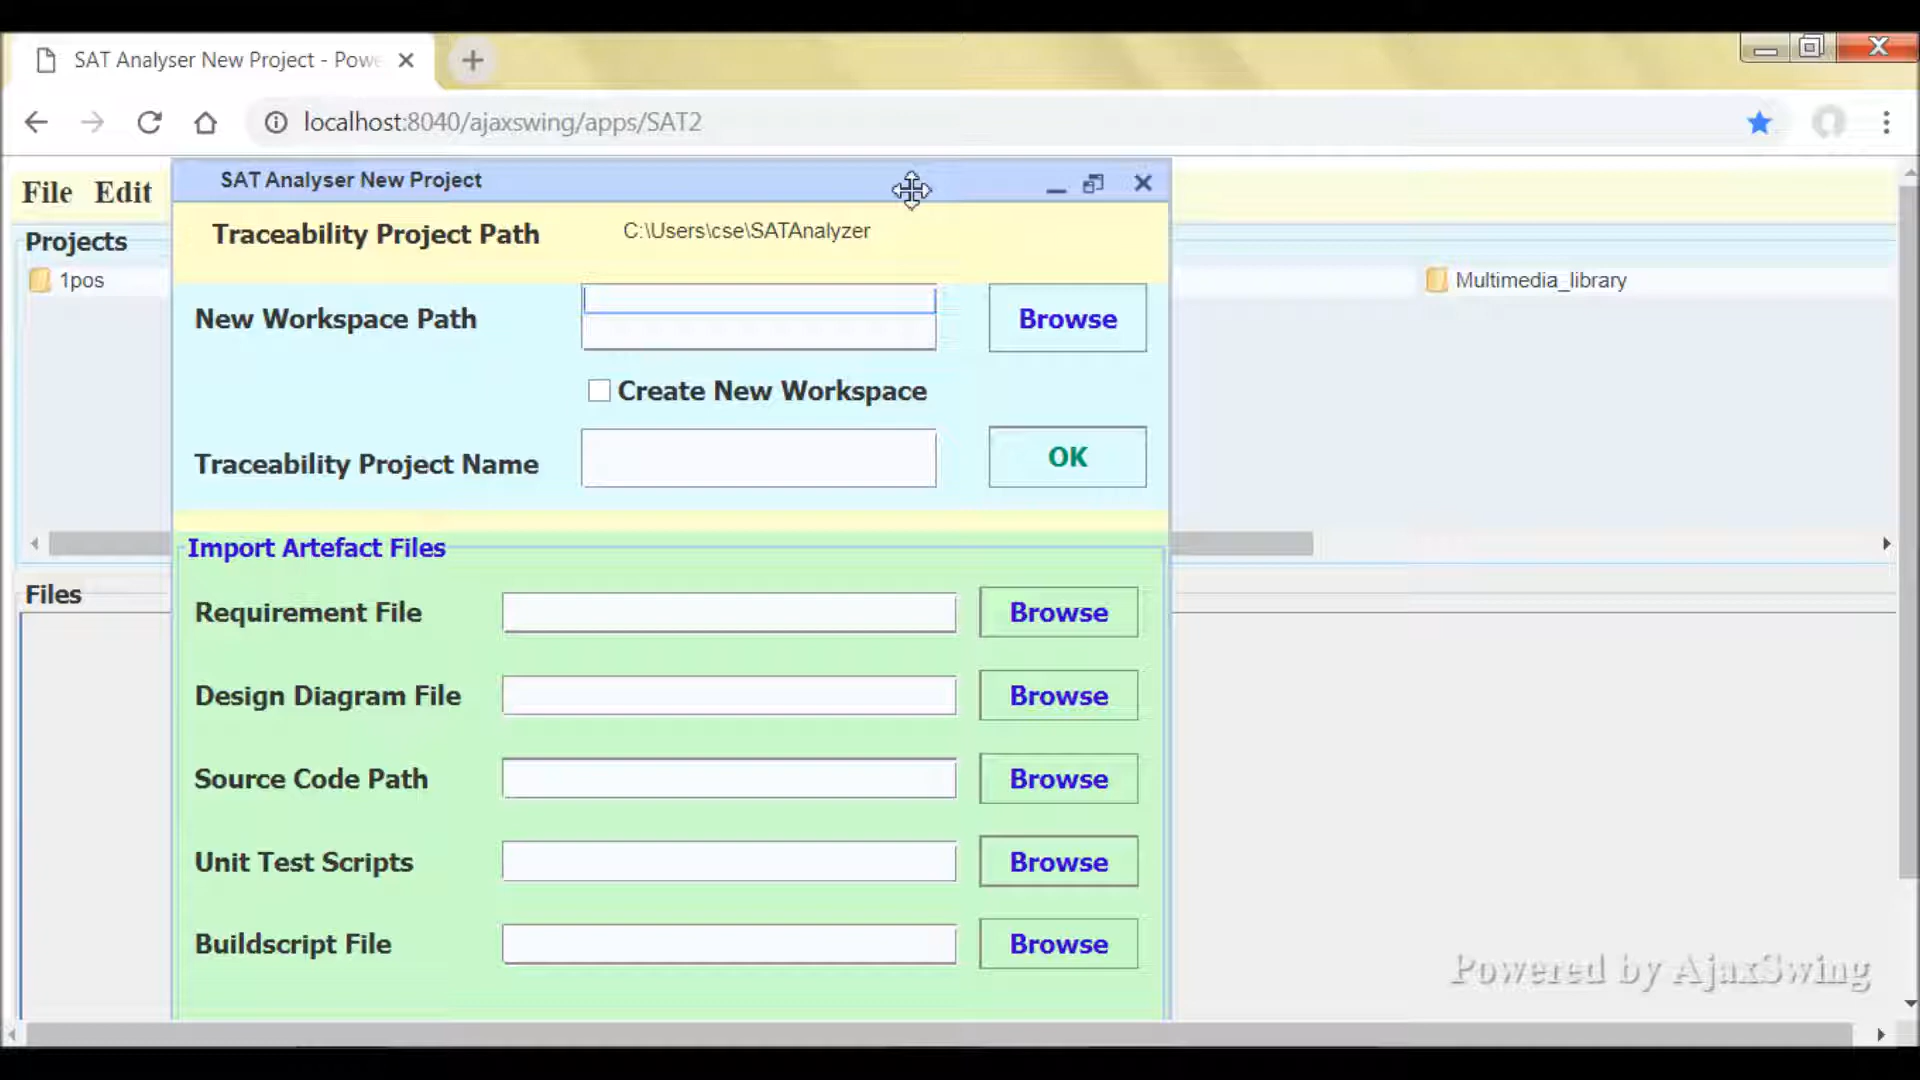 SAT Analyser New Project - Powe
localhost:8040/ajaxswing/apps/SAT2
File Edit
SAT Analyser New Project
Projects
Traceability Project Path C:\Users\cse\SATAnalyzer
1pos
Multimedia_library
New Workspace Path Browse
Create New Workspace
Traceability Project Name OK
Import Artefact Files
Files
Requirement File Browse
Design Diagram File Browse
Source Code Path Browse
Unit Test Scripts Browse
Buildscript File Browse
Powered by AjaxSwing